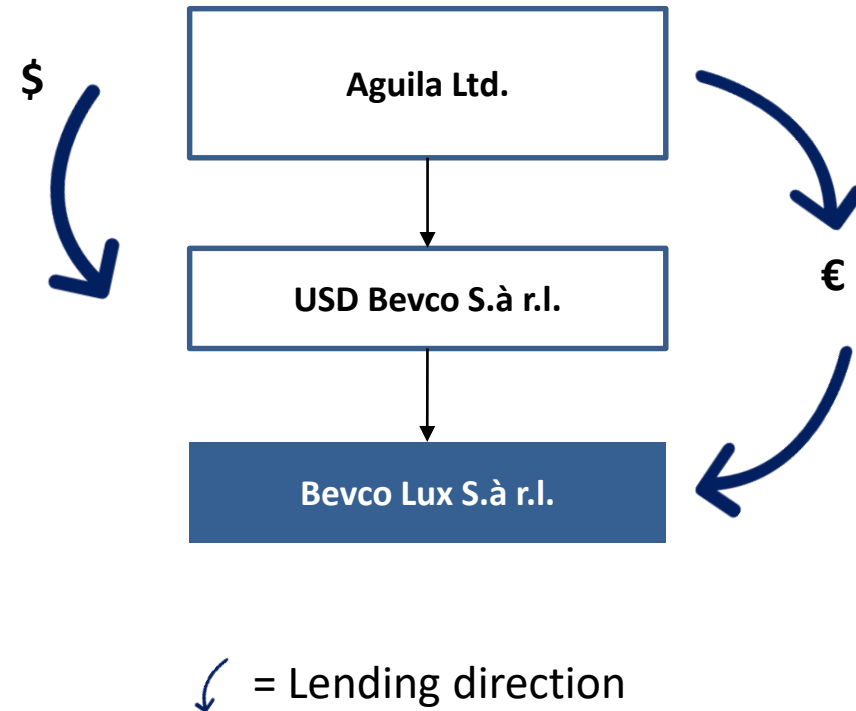 Aguila Ltd.
$
USD Bevco S.à r.l.
€
Bevco Lux S.à r.l.
= Lending direction